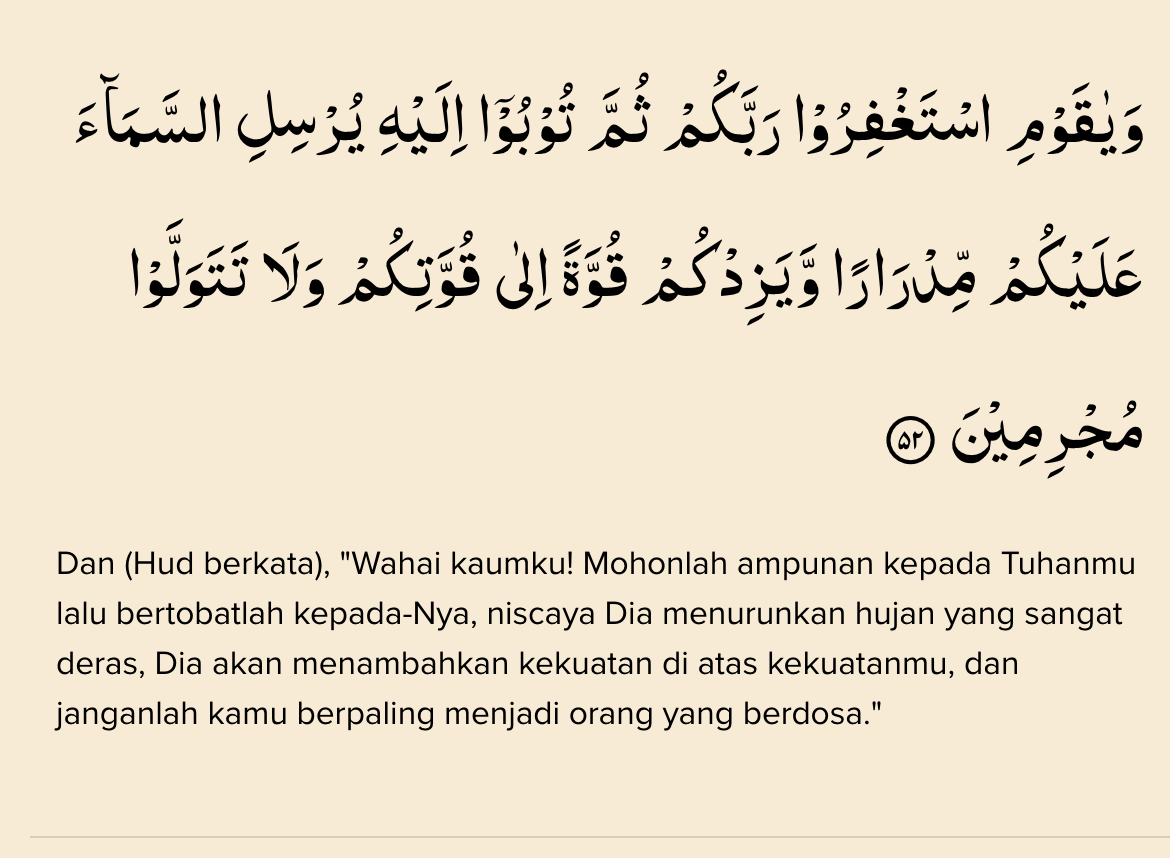 وَيٰقَوْمِ اسْتَغْفِرُوْا رَبَّكُمْ ثُمَّ تُوْبُوْٓا اِلَيْهِ يُرْسِلِ السَّمَاۤءَ
عَلَيْكُمْ مِّدْرَارًا وَّيَزِدْكُمْ قُوَّةً اِلٰى قُوَّتِكُمْ وَلَا تَتَوَلَّوْا
مُجْرِمِيْنَ ۝٥٢
Dan (Hud berkata), "Wahai kaumku! Mohonlah ampunan kepada Tuhanmu
lalu bertobatlah kepada-Nya, niscaya Dia menurunkan hujan yang sangat
deras, Dia akan menambahkan kekuatan di atas kekuatanmu, dan
janganlah kamu berpaling menjadi orang yang berdosa."